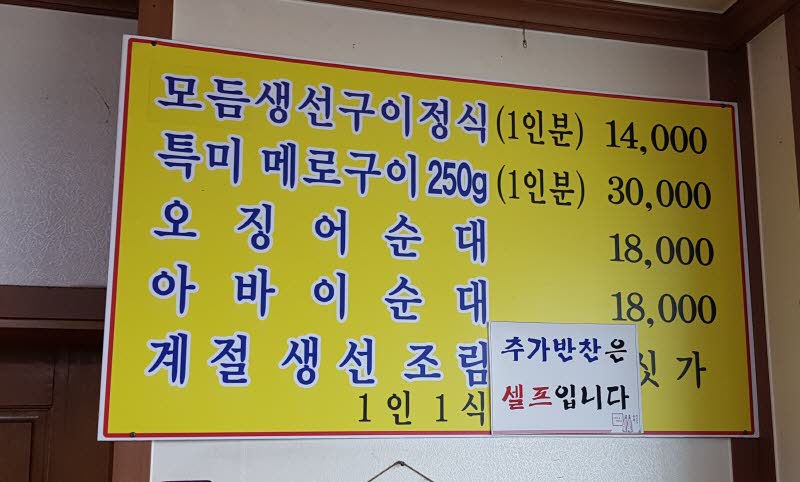 모듬생선구이정식 (1인분) 14,000
특미 메로구이 250g (1인분) 30,000
오징어순대 18,000
아바이순대 18,000
계절생선조림 싯가
1인 1식
추가반찬은
셀프입니다